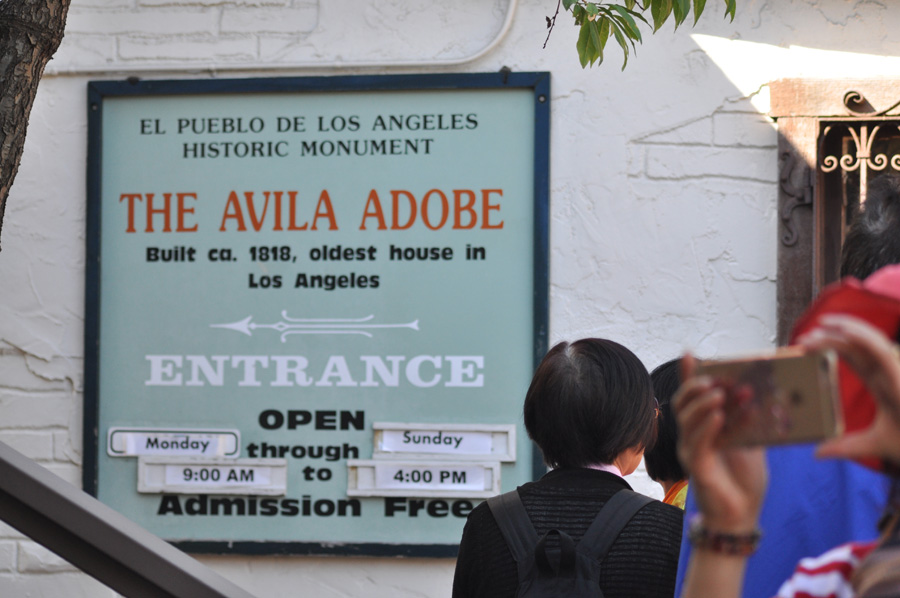 EL PUEBLO DE LOS ANGELES
HISTORIC MONUMENT
THE AVILA ADOBE
Built ca. 1818, oldest house in
Los Angeles
ENTRANCE
OPEN
Monday through Sunday
9:00 AM to 4:00 PM
Admission Free